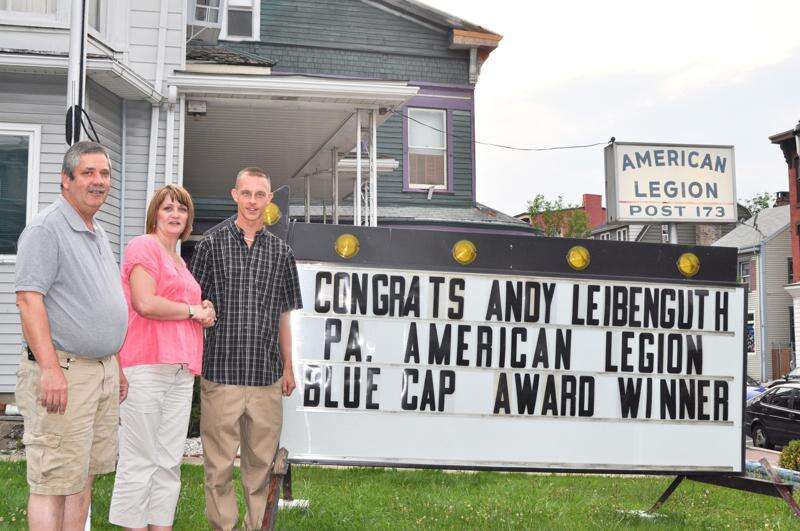 AMERICAN
LEGION
POST 173
CONGRATS ANDY LEIBENGUTH
PA. AMERICAN LEGION
BLUE CAP AWARD WINNER